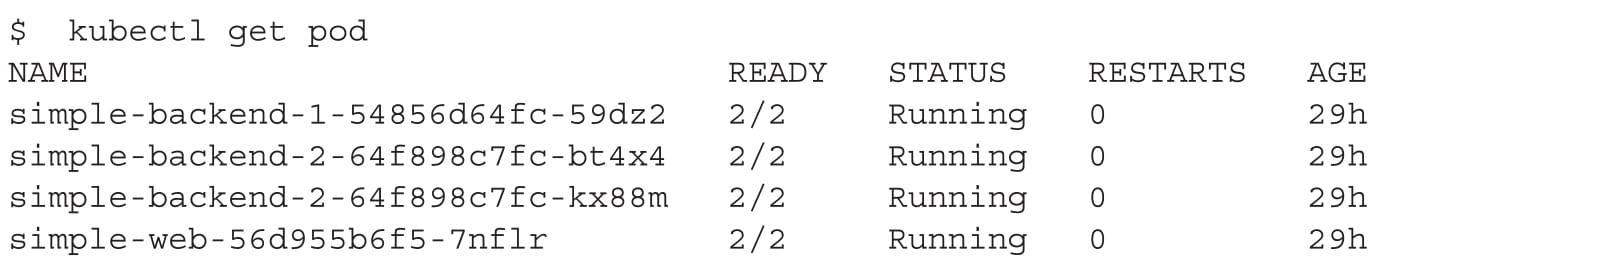 $  kubectl get pod
NAME                                 READY   STATUS    RESTARTS   AGE
simple-backend-1-54856d64fc-59dz2   2/2     Running   0          29h
simple-backend-2-64f898c7fc-bt4x4   2/2     Running   0          29h
simple-backend-2-64f898c7fc-kx88m   2/2     Running   0          29h
simple-web-56d955b6f5-7nflr         2/2     Running   0          29h